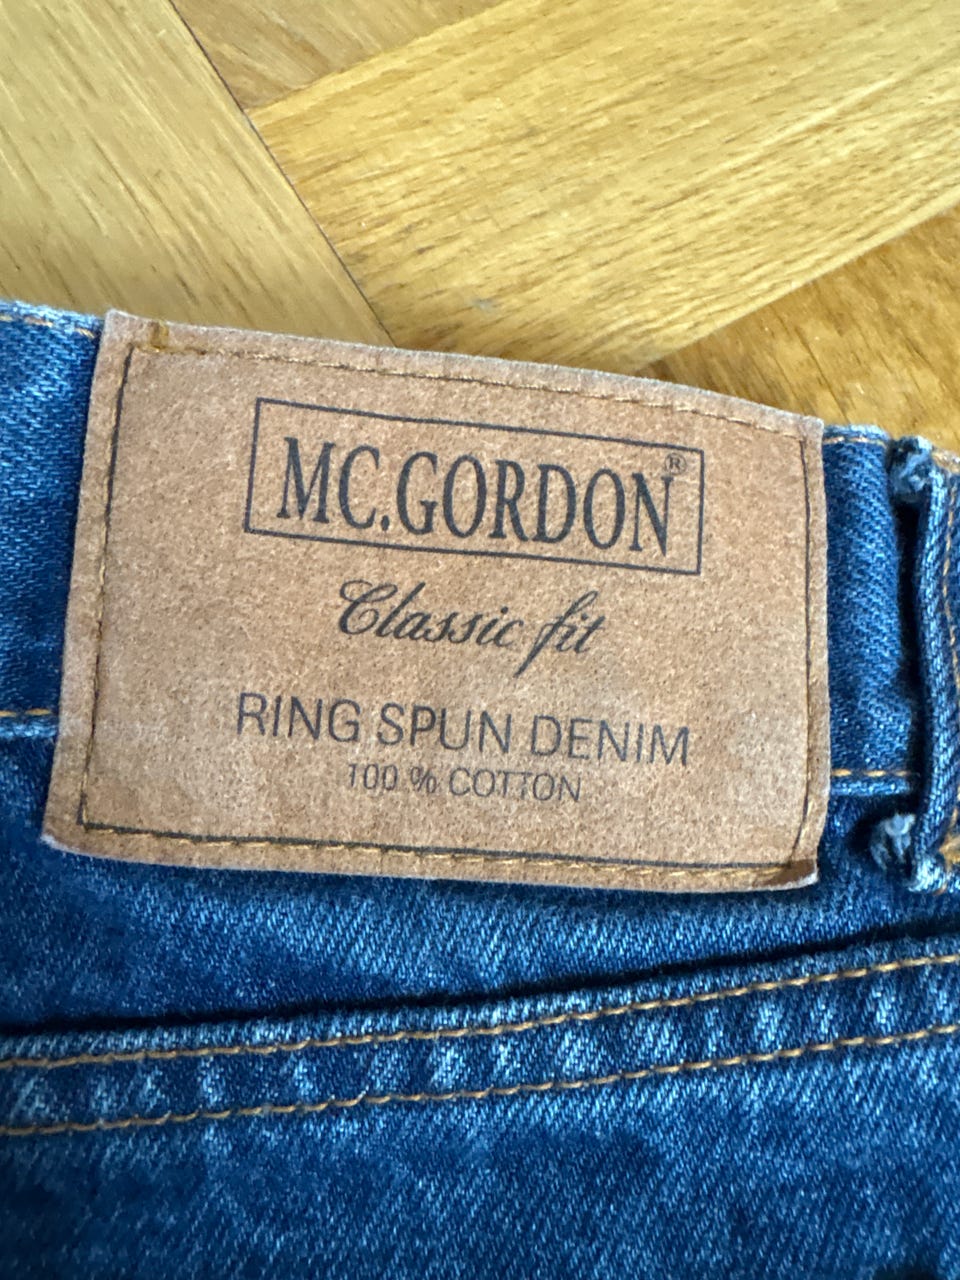 MC.GORDON®
Classic fit
RING SPUN DENIM
100 % COTTON